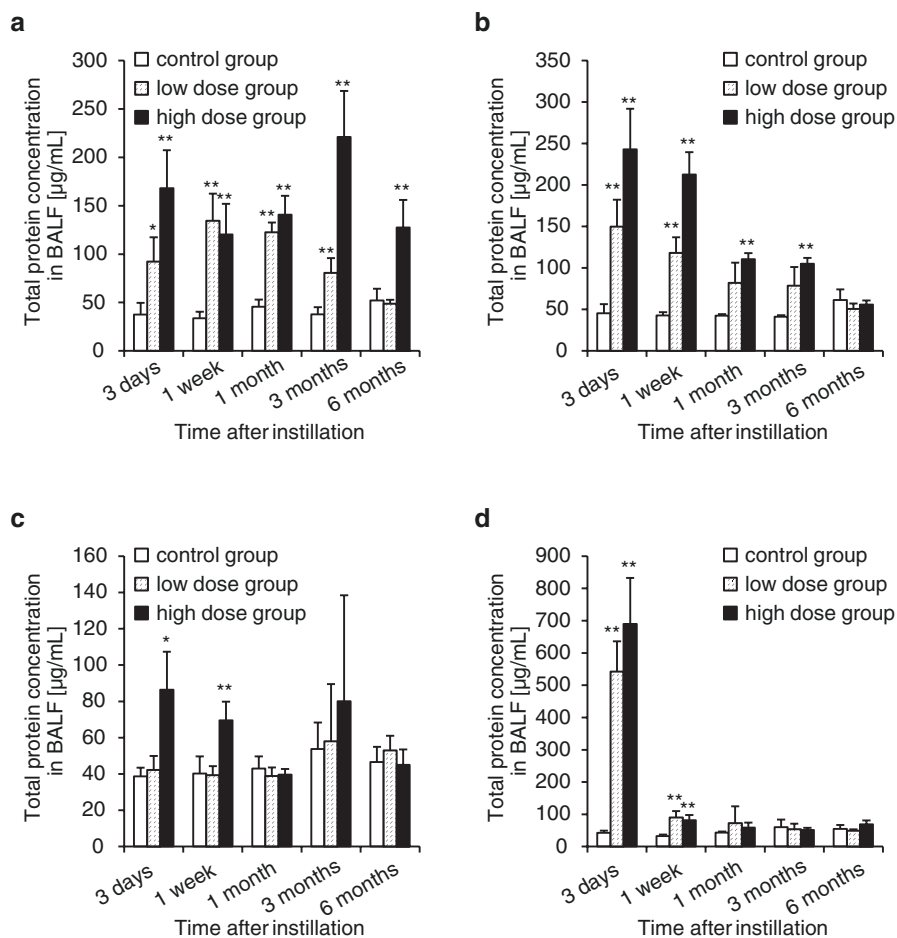 a
Total protein concentration
in BALF [µg/mL]
300
250
200
150
100
50
0
control group
low dose group
high dose group
**
*
**
**
**
**
**
**
**
3 days
1 week
1 month
3 months
6 months
Time after instillation
b
Total protein concentration
in BALF [µg/mL]
350
300
250
200
150
100
50
0
control group
low dose group
high dose group
**
**
**
**
**
**
3 days
1 week
1 month
3 months
6 months
Time after instillation
c
Total protein concentration
in BALF [µg/mL]
160
140
120
100
80
60
40
20
0
control group
low dose group
high dose group
*
**
3 days
1 week
1 month
3 months
6 months
Time after instillation
d
Total protein concentration
in BALF [µg/mL]
900
800
700
600
500
400
300
200
100
0
control group
low dose group
high dose group
**
**
**
**
3 days
1 week
1 month
3 months
6 months
Time after instillation